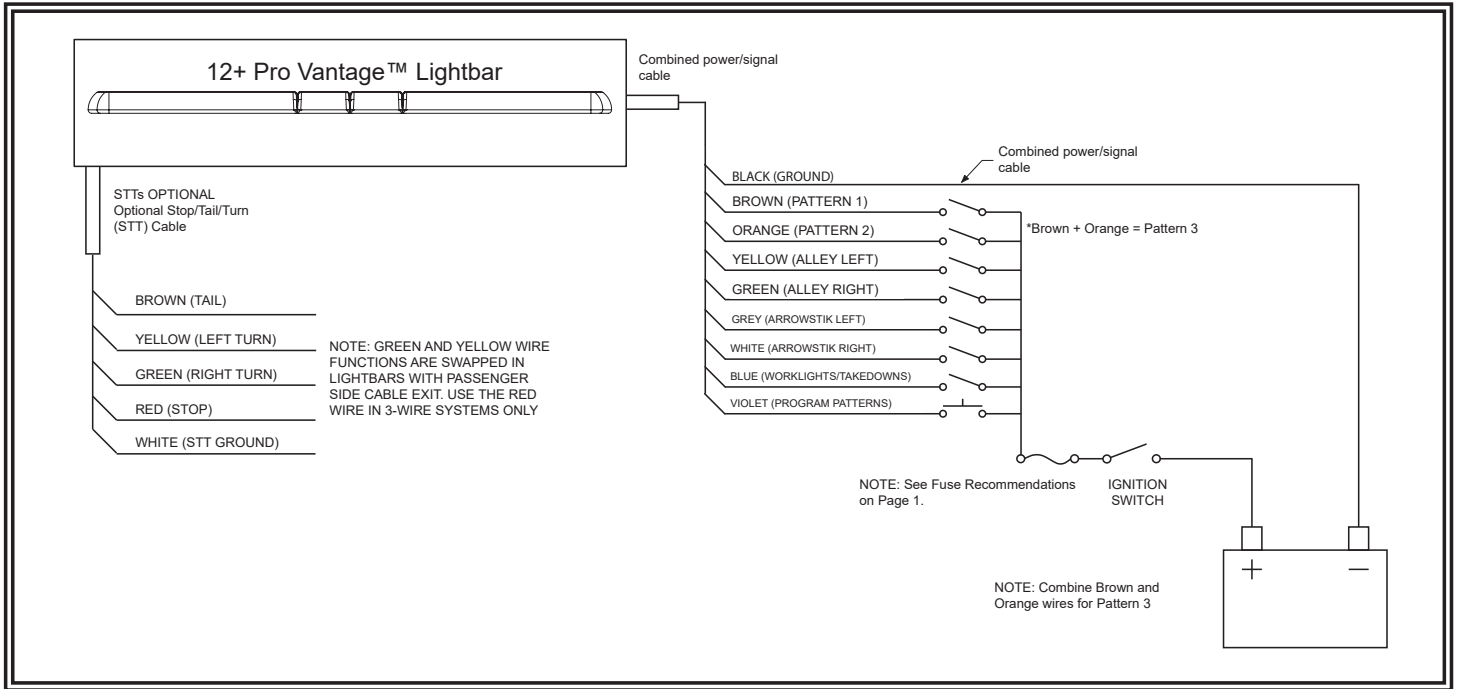 12+ Pro Vantage™ Lightbar
Combined power/signal
cable
STTs OPTIONAL
Optional Stop/Tail/Turn
(STT) Cable
BROWN (TAIL)
YELLOW (LEFT TURN)
GREEN (RIGHT TURN)
RED (STOP)
WHITE (STT GROUND)
NOTE: GREEN AND YELLOW WIRE
FUNCTIONS ARE SWAPPED IN
LIGHTBARS WITH PASSENGER
SIDE CABLE EXIT. USE THE RED
WIRE IN 3-WIRE SYSTEMS ONLY
Combined power/signal
cable
BLACK (GROUND)
BROWN (PATTERN 1)
ORANGE (PATTERN 2)
YELLOW (ALLEY LEFT)
GREEN (ALLEY RIGHT)
GREY (ARROWSTIK LEFT)
WHITE (ARROWSTIK RIGHT)
BLUE (WORKLIGHTS/TAKEDOWNS)
VIOLET (PROGRAM PATTERNS)
*Brown + Orange = Pattern 3
NOTE: See Fuse Recommendations
on Page 1.
IGNITION
SWITCH
NOTE: Combine Brown and
Orange wires for Pattern 3
+ —